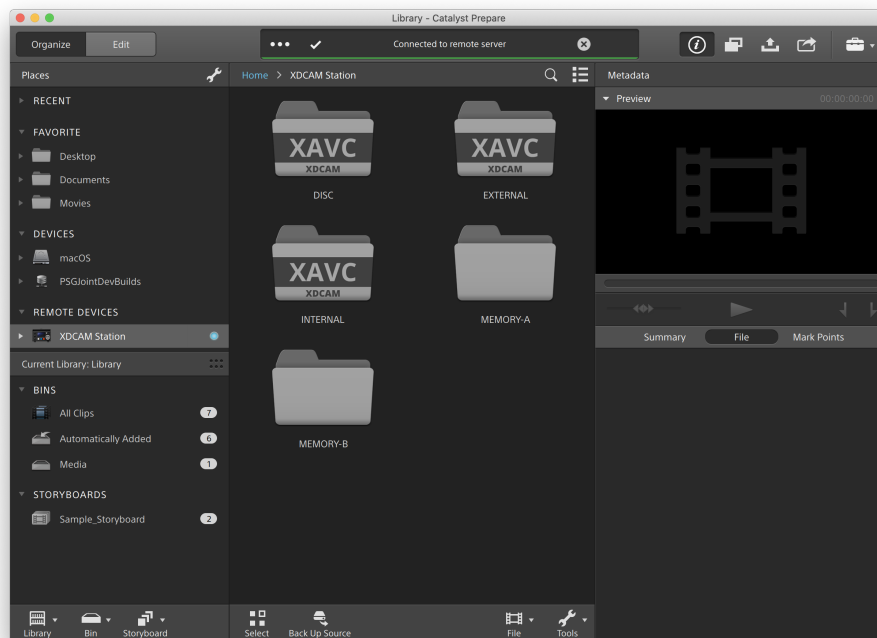 Library - Catalyst Prepare
Organize
Edit
Connected to remote server
Places
Home > XDCAM Station
Metadata
RECENT
Preview
00:00:00:00
FAVORITE
Desktop
Documents
Movies
XAVC
XDCAM
DISC
XAVC
XDCAM
EXTERNAL
DEVICES
macOS
PSGJointDevBuilds
XAVC
XDCAM
INTERNAL
MEMORY-A
REMOTE DEVICES
XDCAM Station
Summary
File
Mark Points
Current Library: Library
BINS
All Clips 7
Automatically Added 6
Media 1
MEMORY-B
STORYBOARDS
Sample_Storyboard 2
Library
Bin
Storyboard
Select
Back Up Source
File
Tools